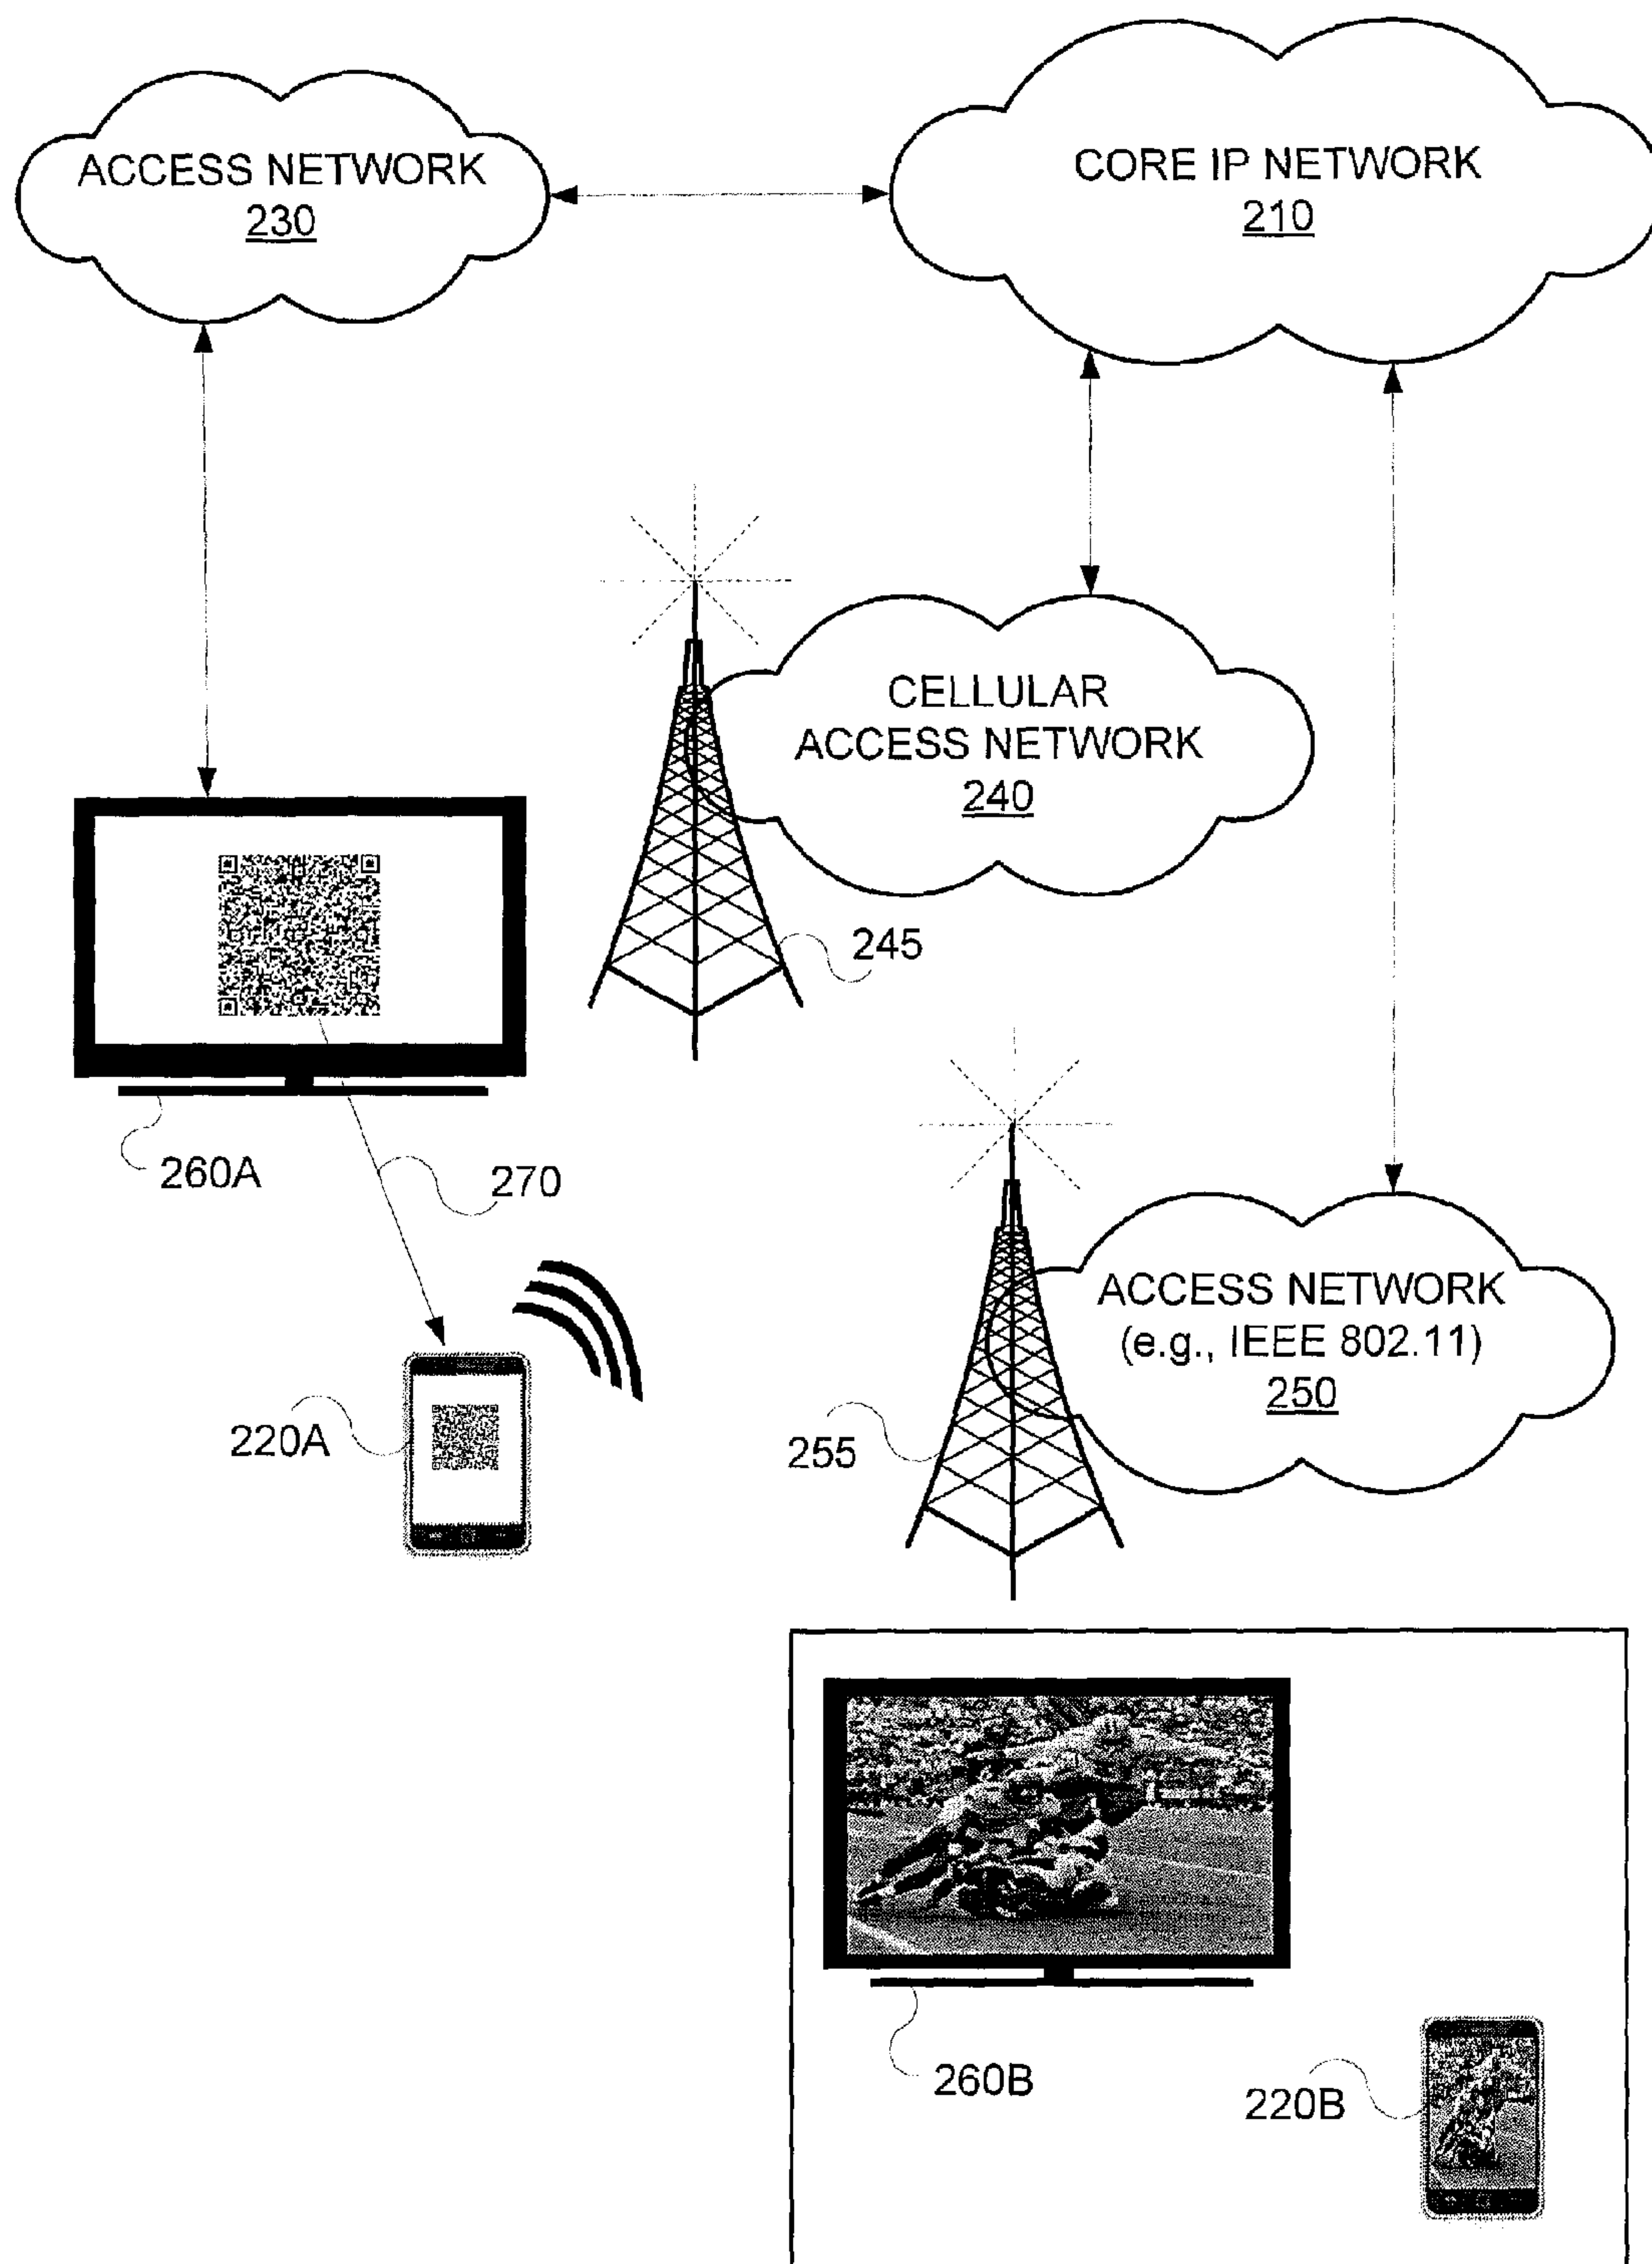 ACCESS NETWORK
230
CORE IP NETWORK
210
CELLULAR
ACCESS NETWORK
240
245
260A
270
ACCESS NETWORK
(e.g., IEEE 802.11)
250
220A
255
260B
220B